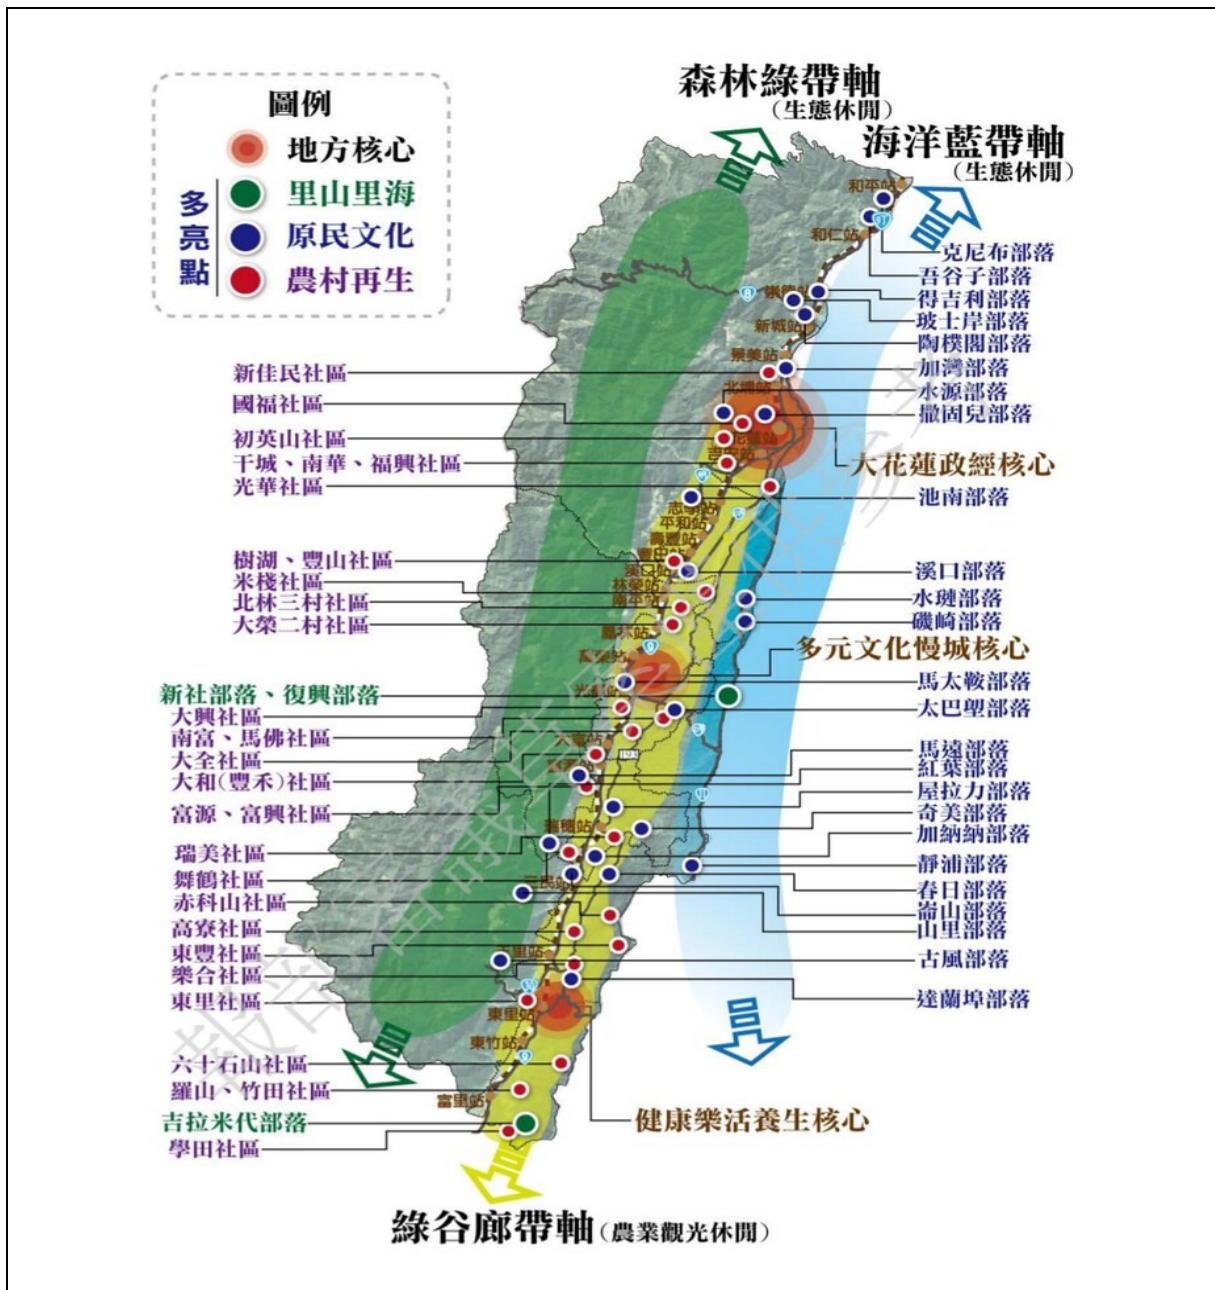 森林綠帶軸
(生態休閒)
海洋藍帶軸
(生態休閒)
圖例
地方核心
多亮點
里山里海
原民文化
農村再生
和平站
和仁站
新城站
景美站
北埔站
吉安站
志學站
平和站
壽豐站
豐田站
溪口站
林榮站
南平站
鳳林站
瑞穗站
三民站
東里站
東竹站
富里站
8
9
9
193
克尼布部落
吾谷子部落
得吉利部落
玻士岸部落
陶樸閣部落
加灣部落
水源部落
撒固兒部落
大花蓮政經核心
池南部落
溪口部落
水璉部落
磯崎部落
多元文化慢城核心
馬太鞍部落
太巴塱部落
馬遠部落
紅葉部落
屋拉力部落
奇美部落
加納納部落
靜浦部落
春日部落
崙山部落
山里部落
古風部落
達蘭埠部落
健康樂活養生核心
新佳民社區
國福社區
初英山社區
干城、南華、福興社區
光華社區
樹湖、豐山社區
米棧社區
北林三村社區
大榮二村社區
新社部落、復興部落
大興社區
南富、馬佛社區
大全社區
大和(豐禾)社區
富源、富興社區
瑞美社區
舞鶴社區
赤科山社區
高寮社區
東豐社區
樂合社區
東里社區
六十石山社區
羅山、竹田社區
吉拉米代部落
學田社區
綠谷廊帶軸(農業觀光休閒)